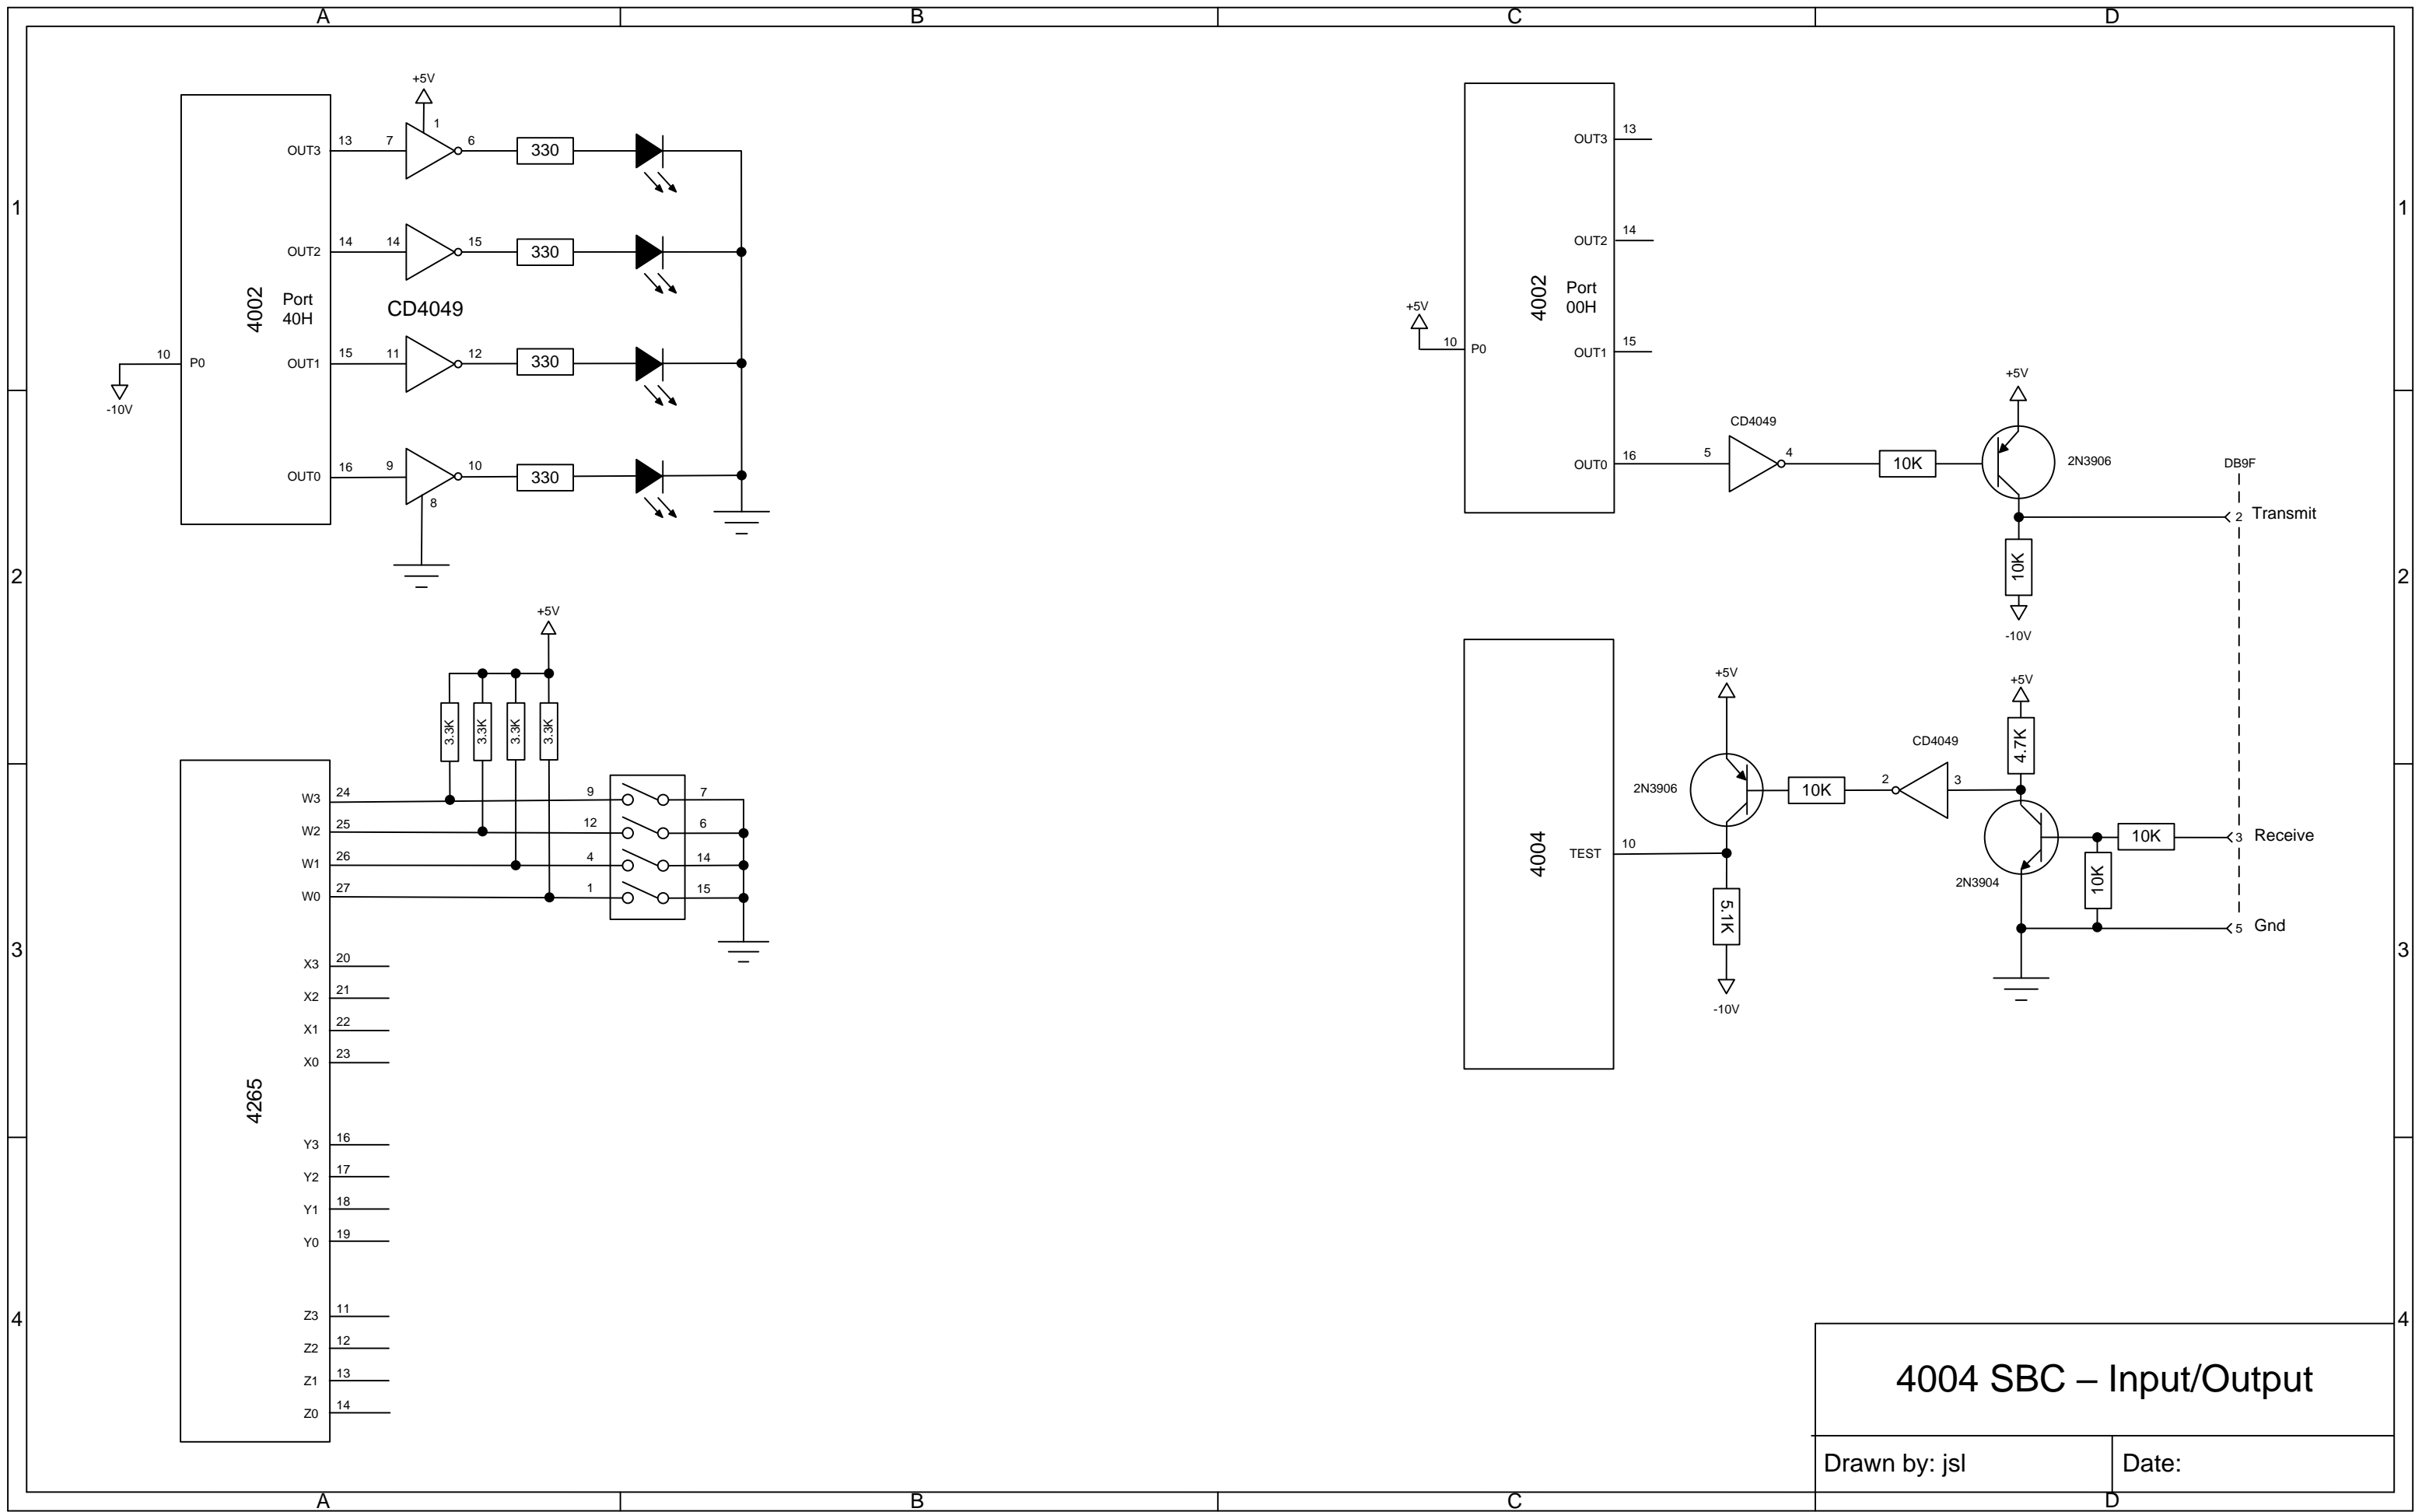 A B C D
1
2
3
4
1
2
3
4
A B C D
+5V
1
OUT3 13 7 6 330
OUT2 14 14 15 330
4002
Port
40H
CD4049
10 P0
-10V
OUT1 15 11 12 330
OUT0 16 9 10 330
8
+5V
3.3K 3.3K 3.3K 3.3K
W3 24 9 7
W2 25 12 6
W1 26 4 14
W0 27 1 15
X3 20
X2 21
X1 22
X0 23
4265
Y3 16
Y2 17
Y1 18
Y0 19
Z3 11
Z2 12
Z1 13
Z0 14
OUT3 13
OUT2 14
4002
Port
00H
+5V
10 P0
OUT1 15
+5V
CD4049
OUT0 16 5 4 10K
2N3906
DB9F
2 Transmit
10K
-10V
+5V
+5V
4.7K
CD4049
2N3906
10K
2 3
4004
TEST 10
10K
3 Receive
10K
2N3904
5.1K
5 Gnd
-10V
4004 SBC – Input/Output
Drawn by: jsl
Date: